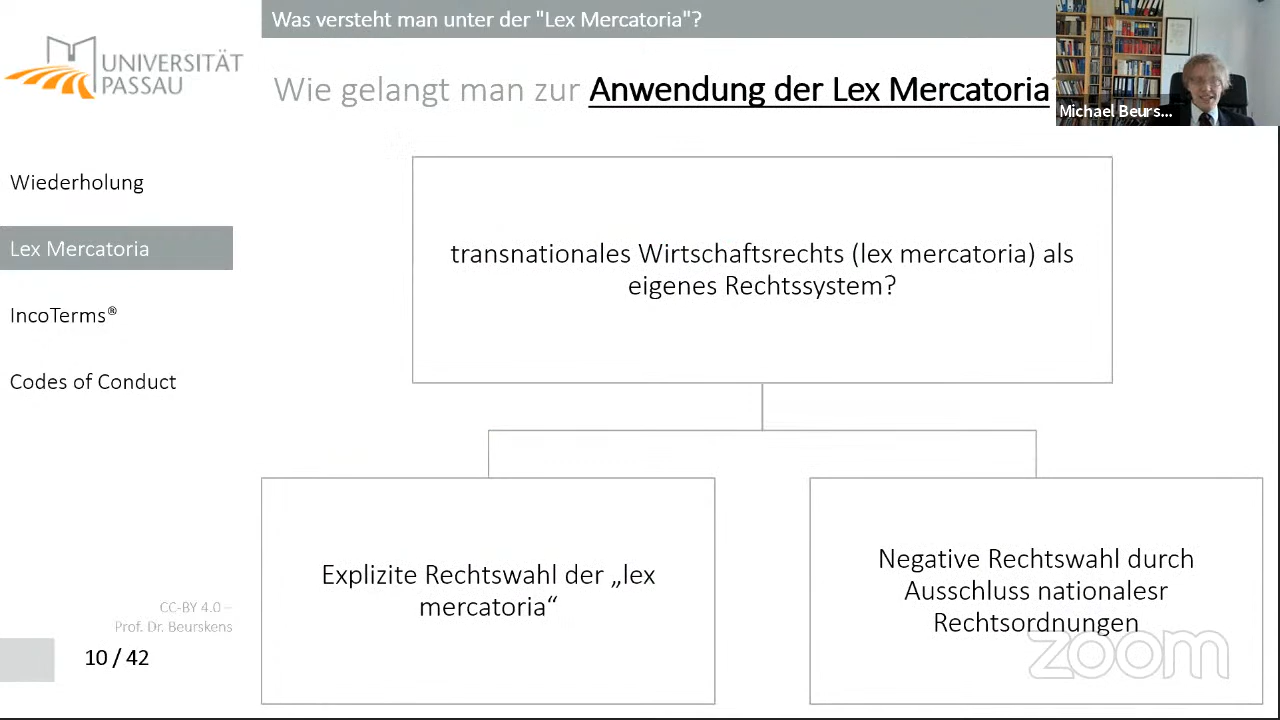 Was versteht man unter der "Lex Mercatoria"?
UNIVERSITÄT
PASSAU
Wie gelangt man zur Anwendung der Lex Mercatoria
Michael Beurs...
Wiederholung
Lex Mercatoria
IncoTerms®
Codes of Conduct
transnationales Wirtschaftsrechts (lex mercatoria) als
eigenes Rechtssystem?
Explizite Rechtswahl der „lex
mercatoria“
Negative Rechtswahl durch
Ausschluss nationalesr
Rechtsordnungen
CC-BY 4.0 –
Prof. Dr. Beurskens
10 / 42
zoom